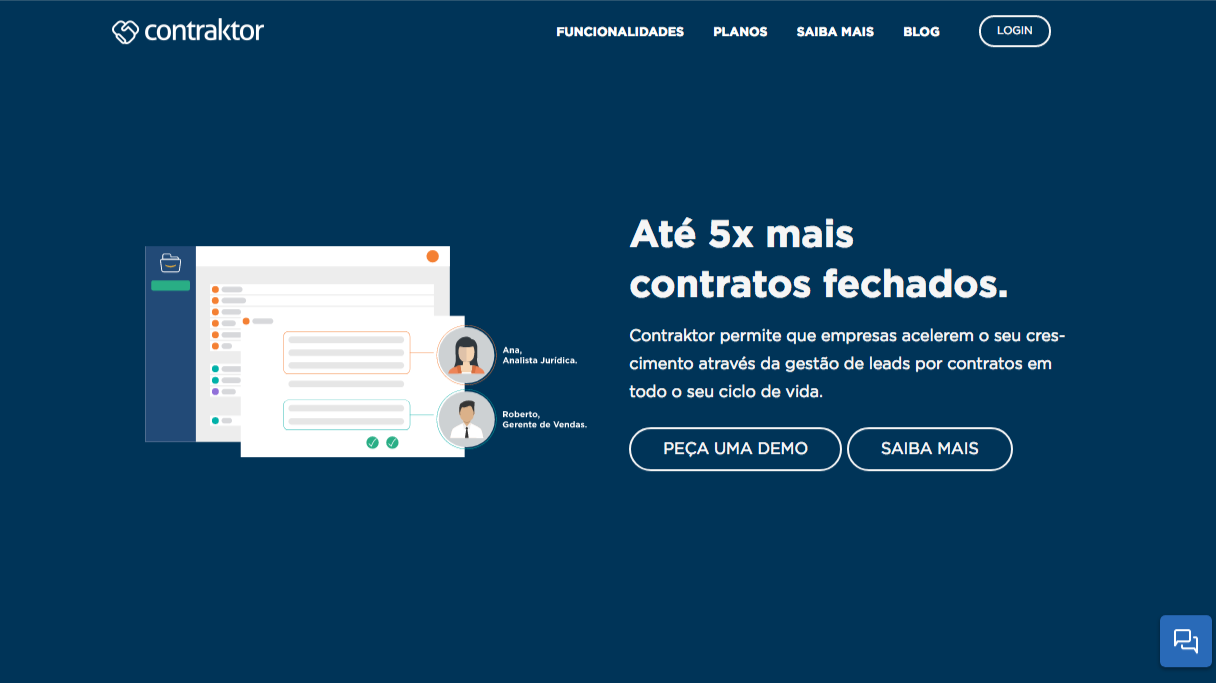 contraktor
FUNCIONALIDADES PLANOS SAIBA MAIS BLOG LOGIN
Até 5x mais
contratos fechados.
Contraktor permite que empresas acelerem o seu cres-
cimento através da gestão de leads por contratos em
todo o seu ciclo de vida.
PEÇA UMA DEMO SAIBA MAIS
Ana,
Analista Jurídica.
Roberto,
Gerente de Vendas.